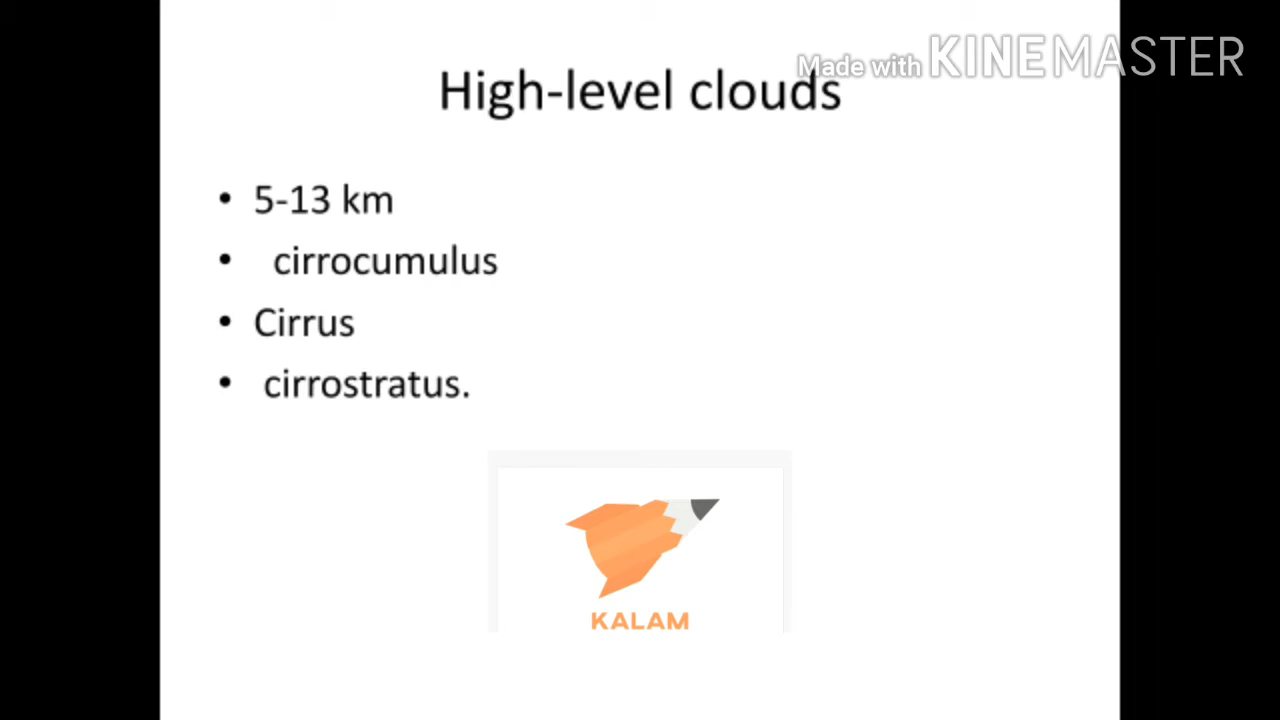 Made with KINEMASTER
High-level clouds
• 5-13 km
• cirrocumulus
• Cirrus
• cirrostratus.
KALAM